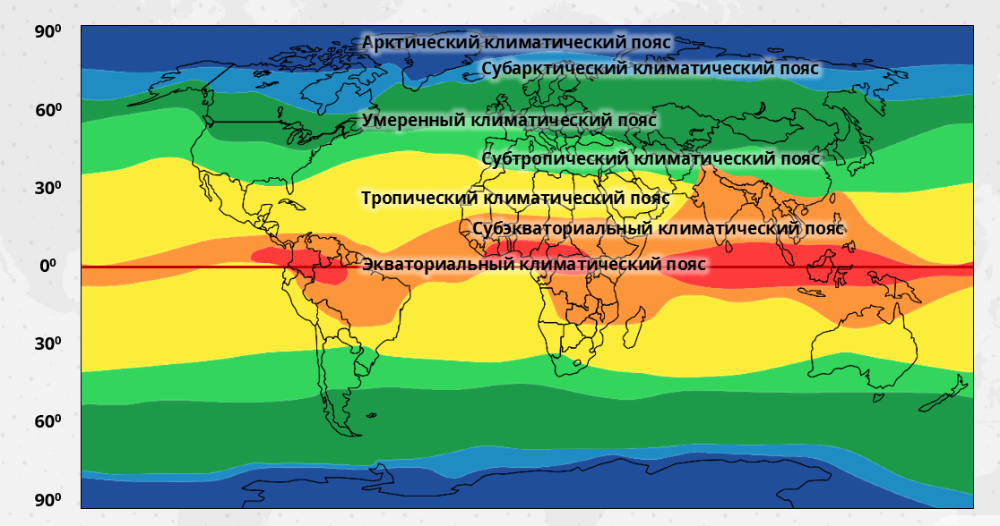 90⁰
Арктический климатический пояс
Субарктический климатический пояс
60⁰
Умеренный климатический пояс
Субтропический климатический пояс
30⁰
Тропический климатический пояс
Субэкваториальный климатический пояс
0⁰
Экваториальный климатический пояс
30⁰
60⁰
90⁰